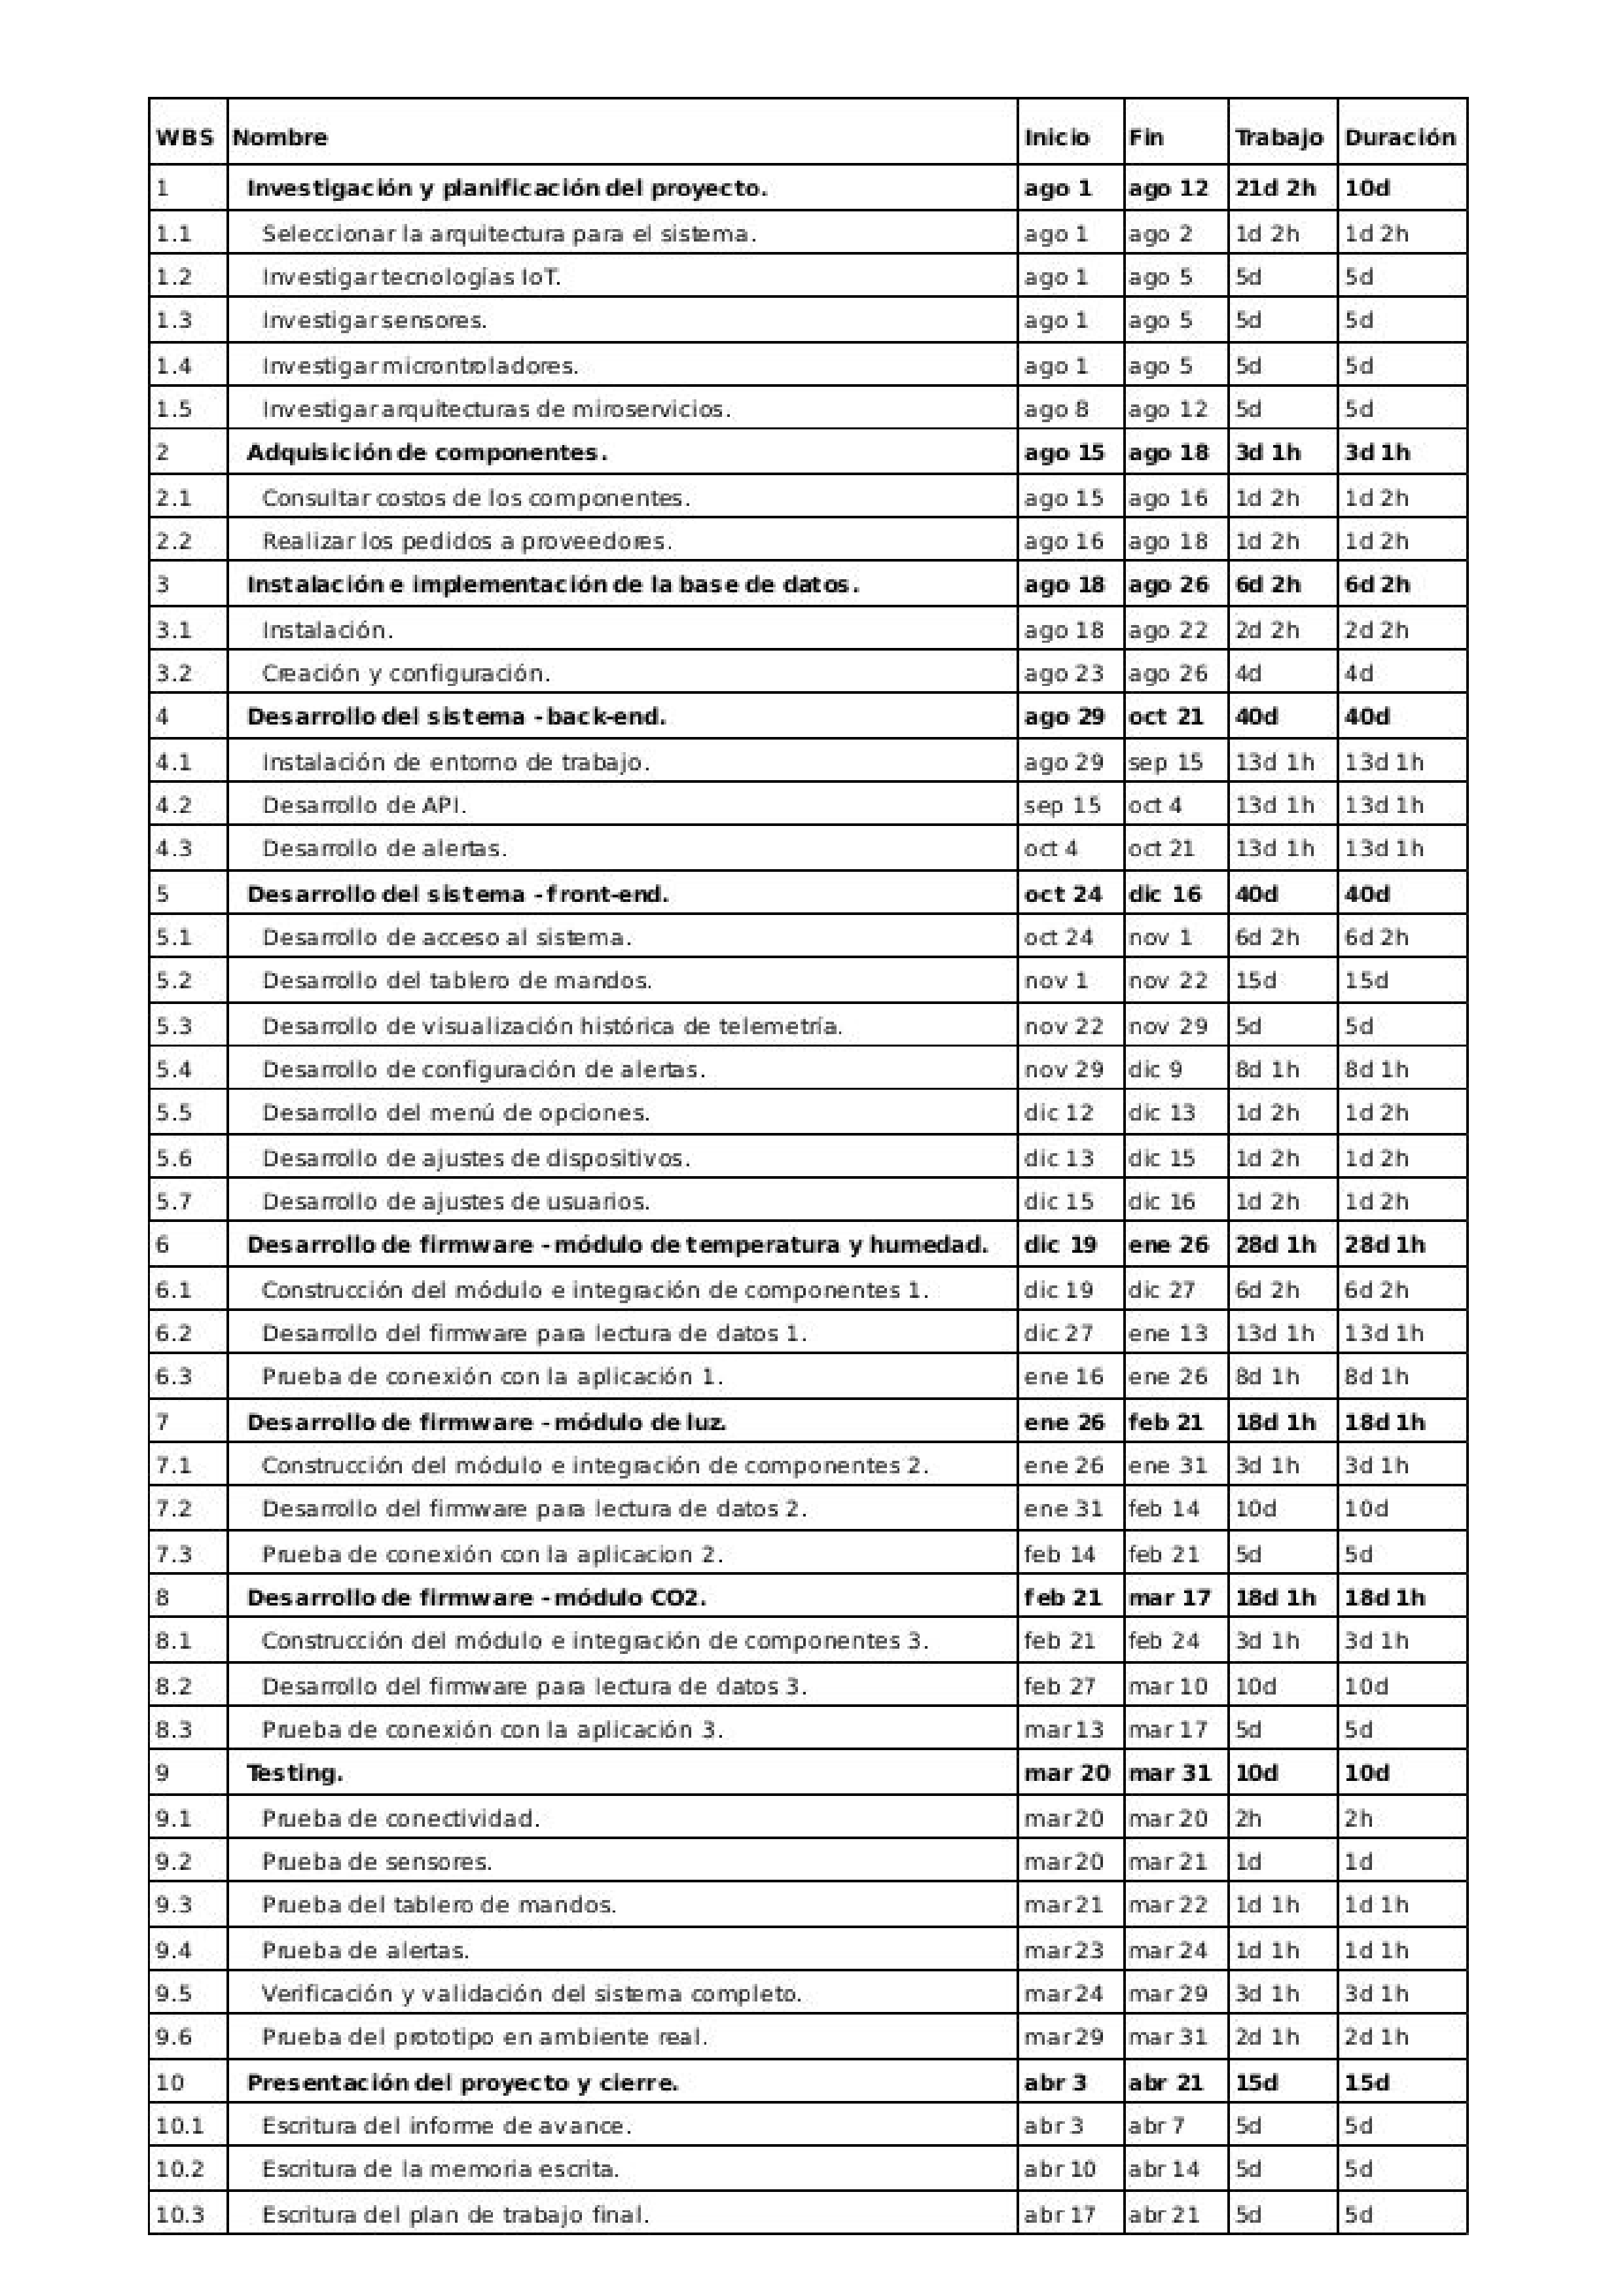 WBS Nombre Inicio Fin Trabajo Duración
1 Investigación y planificación del proyecto. ago 1 ago 12 21d 2h 10d
1.1 Seleccionar la arquitectura para el sistema. ago 1 ago 2 1d 2h 1d 2h
1.2 Investigar tecnologías IoT. ago 1 ago 5 5d 5d
1.3 Investigar sensores. ago 1 ago 5 5d 5d
1.4 Investigar microntroladores. ago 1 ago 5 5d 5d
1.5 Investigar arquitecturas de miroservicios. ago 8 ago 12 5d 5d
2 Adquisición de componentes. ago 15 ago 18 3d 1h 3d 1h
2.1 Consultar costos de los componentes. ago 15 ago 16 1d 2h 1d 2h
2.2 Realizar los pedidos a proveedores. ago 16 ago 18 1d 2h 1d 2h
3 Instalación e implementación de la base de datos. ago 18 ago 26 6d 2h 6d 2h
3.1 Instalación. ago 18 ago 22 2d 2h 2d 2h
3.2 Creación y configuración. ago 23 ago 26 4d 4d
4 Desarrollo del sistema - back-end. ago 29 oct 21 40d 40d
4.1 Instalación de entorno de trabajo. ago 29 sep 15 13d 1h 13d 1h
4.2 Desarrollo de API. sep 15 oct 4 13d 1h 13d 1h
4.3 Desarrollo de alertas. oct 4 oct 21 13d 1h 13d 1h
5 Desarrollo del sistema - front-end. oct 24 dic 16 40d 40d
5.1 Desarrollo de acceso al sistema. oct 24 nov 1 6d 2h 6d 2h
5.2 Desarrollo del tablero de mandos. nov 1 nov 22 15d 15d
5.3 Desarrollo de visualización histórica de telemetría. nov 22 nov 29 5d 5d
5.4 Desarrollo de configuración de alertas. nov 29 dic 9 8d 1h 8d 1h
5.5 Desarrollo del menú de opciones. dic 12 dic 13 1d 2h 1d 2h
5.6 Desarrollo de ajustes de dispositivos. dic 13 dic 15 1d 2h 1d 2h
5.7 Desarrollo de ajustes de usuarios. dic 15 dic 16 1d 2h 1d 2h
6 Desarrollo de firmware - módulo de temperatura y humedad. dic 19 ene 26 28d 1h 28d 1h
6.1 Construcción del módulo e integración de componentes 1. dic 19 dic 27 6d 2h 6d 2h
6.2 Desarrollo del firmware para lectura de datos 1. dic 27 ene 13 13d 1h 13d 1h
6.3 Prueba de conexión con la aplicación 1. ene 16 ene 26 8d 1h 8d 1h
7 Desarrollo de firmware - módulo de luz. ene 26 feb 21 18d 1h 18d 1h
7.1 Construcción del módulo e integración de componentes 2. ene 26 ene 31 3d 1h 3d 1h
7.2 Desarrollo del firmware para lectura de datos 2. ene 31 feb 14 10d 10d
7.3 Prueba de conexión con la aplicacion 2. feb 14 feb 21 5d 5d
8 Desarrollo de firmware - módulo CO2. feb 21 mar 17 18d 1h 18d 1h
8.1 Construcción del módulo e integración de componentes 3. feb 21 feb 24 3d 1h 3d 1h
8.2 Desarrollo del firmware para lectura de datos 3. feb 27 mar 10 10d 10d
8.3 Prueba de conexión con la aplicación 3. mar 13 mar 17 5d 5d
9 Testing. mar 20 mar 31 10d 10d
9.1 Prueba de conectividad. mar 20 mar 20 2h 2h
9.2 Prueba de sensores. mar 20 mar 21 1d 1d
9.3 Prueba del tablero de mandos. mar 21 mar 22 1d 1h 1d 1h
9.4 Prueba de alertas. mar 23 mar 24 1d 1h 1d 1h
9.5 Verificación y validación del sistema completo. mar 24 mar 29 3d 1h 3d 1h
9.6 Prueba del prototipo en ambiente real. mar 29 mar 31 2d 1h 2d 1h
10 Presentación del proyecto y cierre. abr 3 abr 21 15d 15d
10.1 Escritura del informe de avance. abr 3 abr 7 5d 5d
10.2 Escritura de la memoria escrita. abr 10 abr 14 5d 5d
10.3 Escritura del plan de trabajo final. abr 17 abr 21 5d 5d